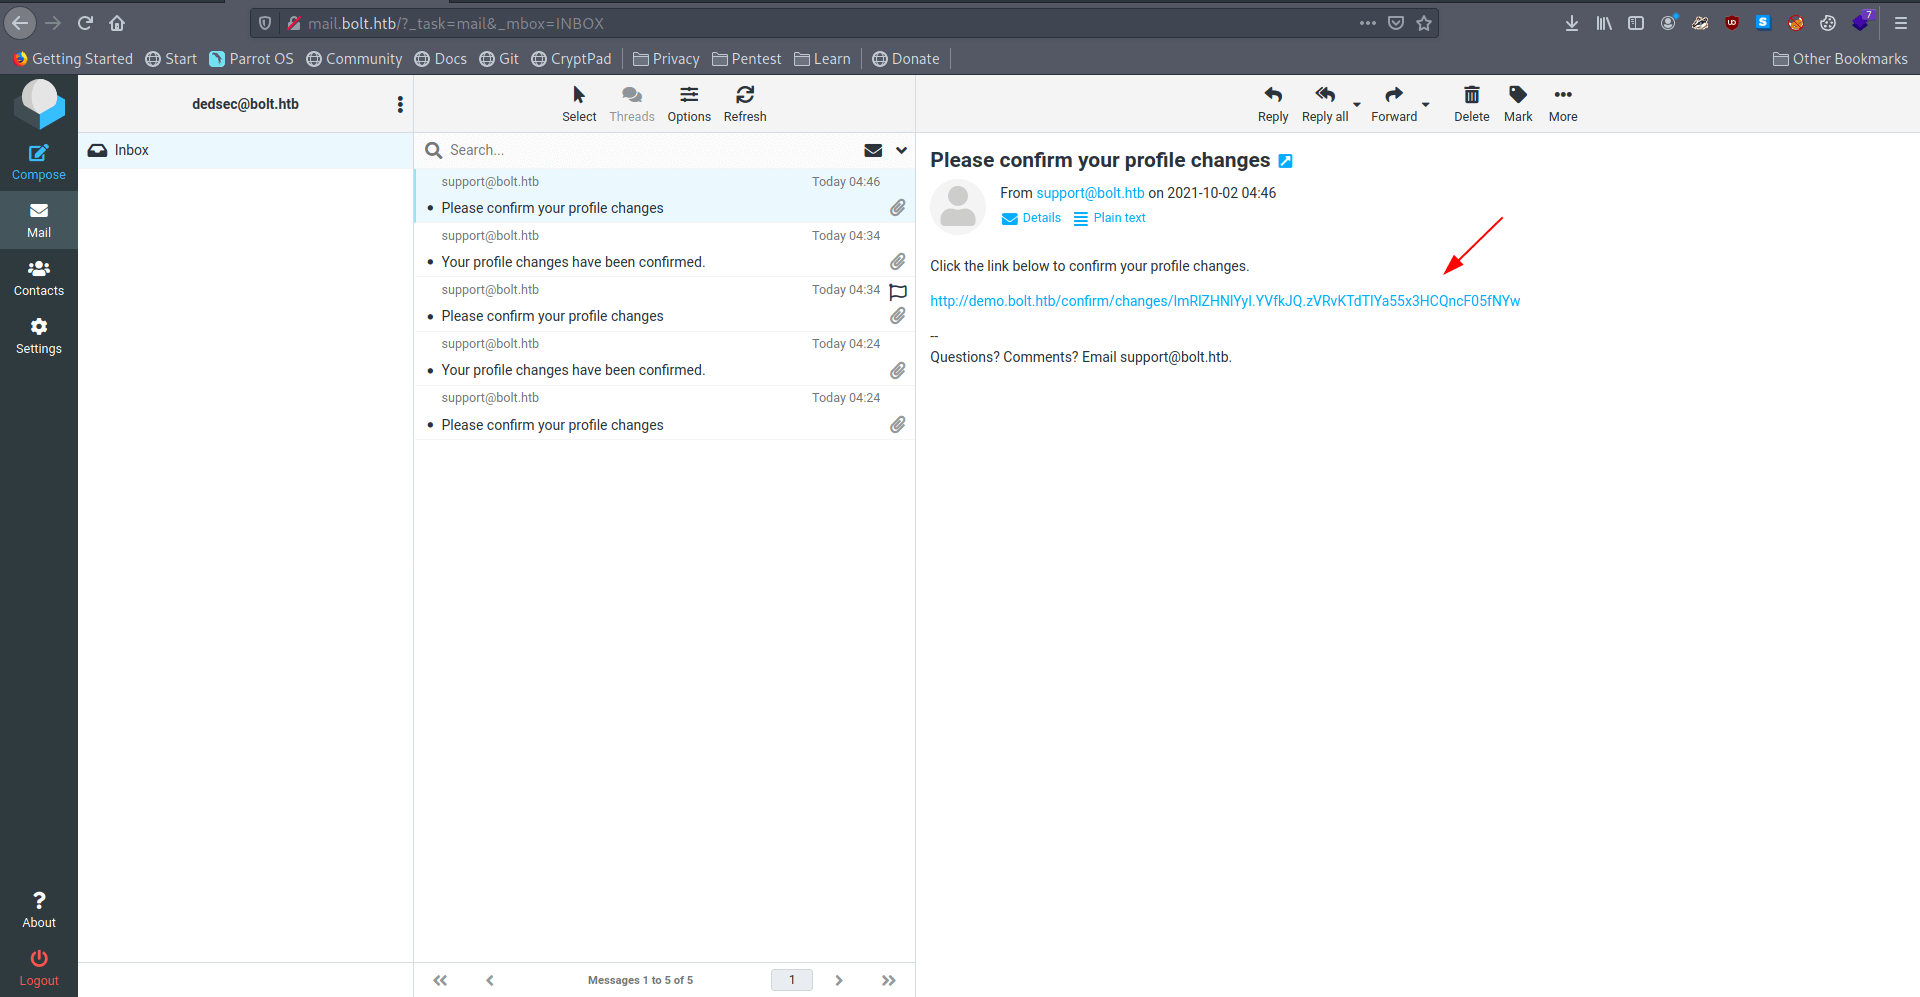 mail.bolt.htb/?_task=mail&_mbox=INBOX
7
Getting Started
Start
Parrot OS
Community
Docs
Git
CryptPad
Privacy
Pentest
Learn
Donate
Other Bookmarks
Compose
Mail
Contacts
Settings
About
Logout
dedsec@bolt.htb
Inbox
Select
Threads
Options
Refresh
Search...
support@bolt.htb Today 04:46
Please confirm your profile changes
support@bolt.htb Today 04:34
Your profile changes have been confirmed.
support@bolt.htb Today 04:34
Please confirm your profile changes
support@bolt.htb Today 04:24
Your profile changes have been confirmed.
support@bolt.htb Today 04:24
Please confirm your profile changes
Messages 1 to 5 of 5
1
Reply
Reply all
Forward
Delete
Mark
More
Please confirm your profile changes
From support@bolt.htb on 2021-10-02 04:46
Details
Plain text
Click the link below to confirm your profile changes.
http://demo.bolt.htb/confirm/changes/ImRlZHNlYyI.YVfkJQ.zVRvKTdTlYa55x3HCQncF05fNYw
--
Questions? Comments? Email support@bolt.htb.